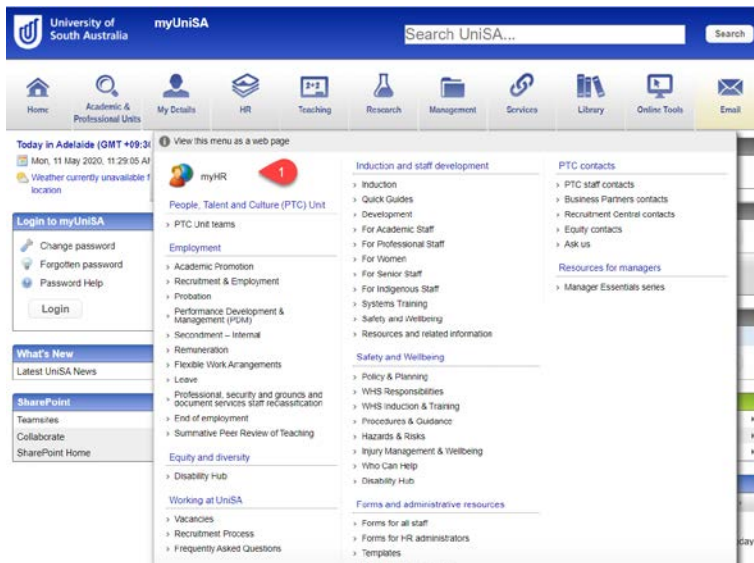 University of
South Australia
myUniSA
Search UniSA...
Search
Home
Academic &
Professional Units
My Details
HR
Teaching
Research
Management
Services
Library
Online Tools
Email
Today in Adelaide (GMT +09:30
Mon, 11 May 2020, 11:29:05 AM
Weather currently unavailable f
location
Login to myUniSA
Change password
Forgotten password
Password Help
Login
What's New
Latest UniSA News
SharePoint
Teamsites
Collaborate
SharePoint Home
View this menu as a web page
myHR
1
People, Talent and Culture (PTC) Unit
› PTC Unit teams
Employment
› Academic Promotion
› Recruitment & Employment
› Probation
› Performance Development &
Management (PDM)
› Secondment – Internal
› Remuneration
› Flexible Work Arrangements
› Leave
› Professional, security and grounds and
document services staff reclassification
› End of employment
› Summative Peer Review of Teaching
Equity and diversity
› Disability Hub
Working at UniSA
› Vacancies
› Recruitment Process
› Frequently Asked Questions
Induction and staff development
› Induction
› Quick Guides
› Development
› For Academic Staff
› For Professional Staff
› For Women
› For Senior Staff
› For Indigenous Staff
› Systems Training
› Safety and Wellbeing
› Resources and related information
Safety and Wellbeing
› Policy & Planning
› WHS Responsibilities
› WHS Induction & Training
› Procedures & Guidance
› Hazards & Risks
› Injury Management & Wellbeing
› Who Can Help
› Disability Hub
Forms and administrative resources
› Forms for all staff
› Forms for HR administrators
› Templates
PTC contacts
› PTC staff contacts
› Business Partners contacts
› Recruitment Central contacts
› Equity contacts
› Ask us
Resources for managers
› Manager Essentials series
day